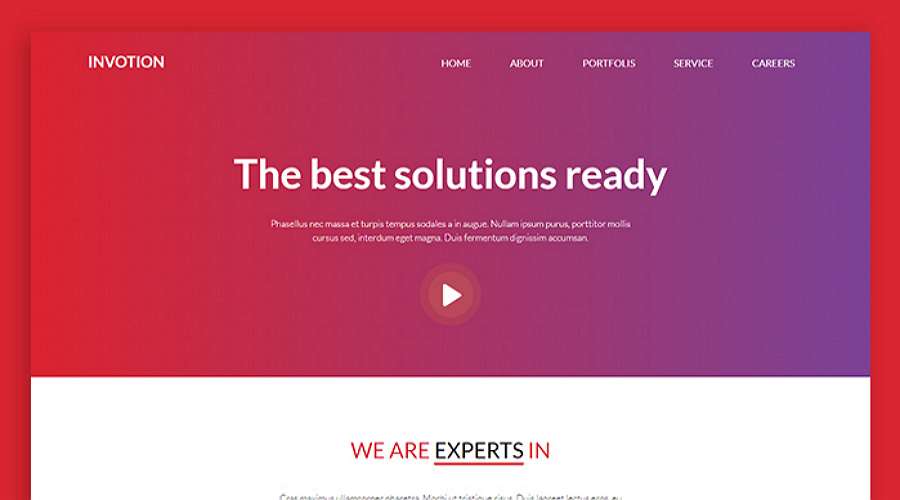 INVOTION
HOME ABOUT PORTFOLIS SERVICE CAREERS
The best solutions ready
Phasellus nec massa et turpis tempus sodales a in augue. Nullam ipsum purus, porttitor mollis
cursus sed, interdum eget magna. Duis fermentum dignissim accumsan.
WE ARE EXPERTS IN